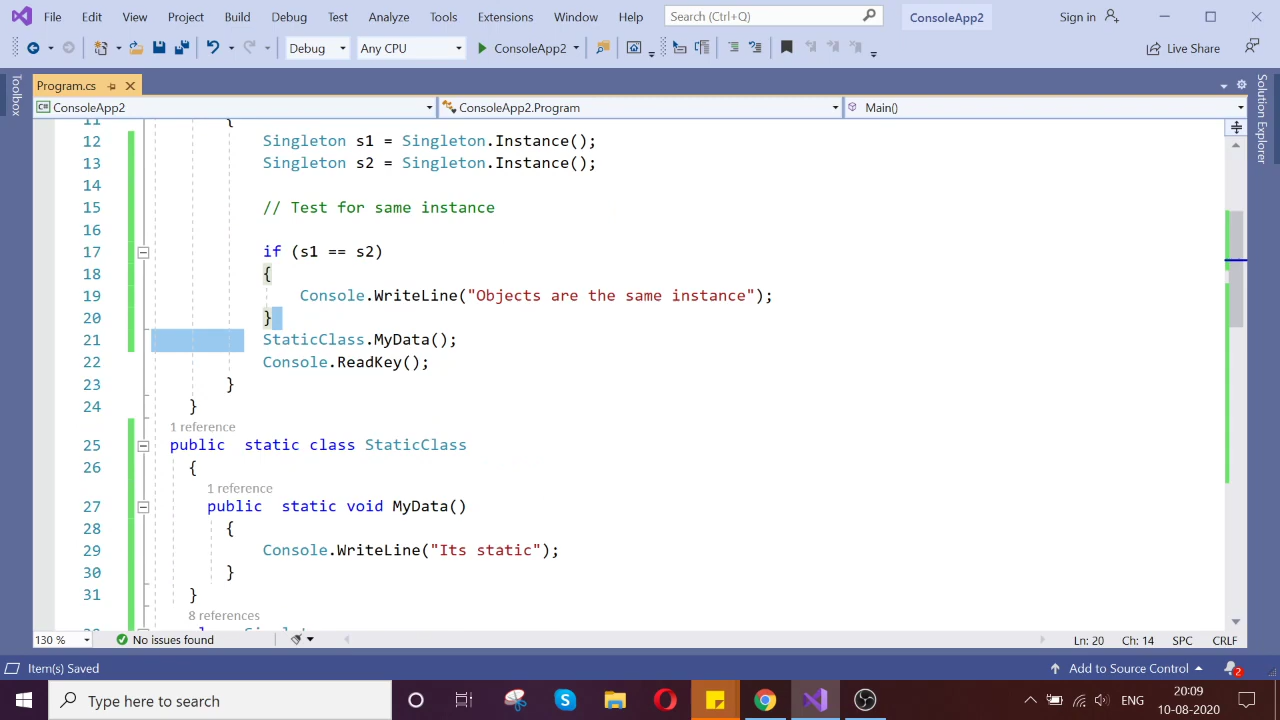 File Edit View Project Build Debug Test Analyze Tools Extensions Window Help Search (Ctrl+Q) ConsoleApp2 Sign in
Debug Any CPU ConsoleApp2 Live Share
Program.cs
ConsoleApp2 ConsoleApp2.Program Main()
Toolbox
Solution Explorer
11 {
12 Singleton s1 = Singleton.Instance();
13 Singleton s2 = Singleton.Instance();
14
15 // Test for same instance
16
17 if (s1 == s2)
18 {
19 Console.WriteLine("Objects are the same instance");
20 }
21 StaticClass.MyData();
22 Console.ReadKey();
23 }
24 }
1 reference
25 public static class StaticClass
26 {
1 reference
27 public static void MyData()
28 {
29 Console.WriteLine("Its static");
30 }
31 }
8 references
130 % No issues found Ln: 20 Ch: 14 SPC CRLF
Item(s) Saved Add to Source Control 2
Type here to search ENG 20:09
10-08-2020